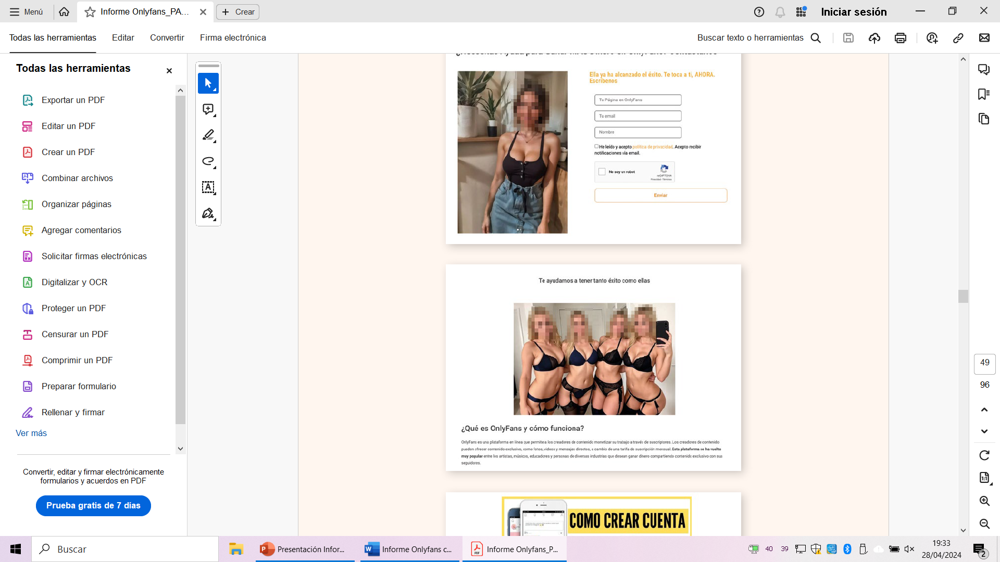 Menú
Informe Onlyfans_PA...
Crear
Iniciar sesión
Todas las herramientas
Editar
Convertir
Firma electrónica
Buscar texto o herramientas
Todas las herramientas
Exportar un PDF
Editar un PDF
Crear un PDF
Combinar archivos
Organizar páginas
Agregar comentarios
Solicitar firmas electrónicas
Digitalizar y OCR
Proteger un PDF
Censurar un PDF
Comprimir un PDF
Preparar formulario
Rellenar y firmar
Ver más
Convertir, editar y firmar electrónicamente
formularios y acuerdos en PDF
Prueba gratis de 7 días
Ella ya ha alcanzado el éxito. Te toca a ti, AHORA.
Escríbenos
Tu Página en OnlyFans
Tu email
Nombre
He leído y acepto política de privacidad. Acepto recibir
notificaciones vía email.
No soy un robot
reCAPTCHA
Privacidad - Términos
Enviar
Te ayudamos a tener tanto éxito como ellas
¿Qué es OnlyFans y cómo funciona?
OnlyFans es una plataforma en línea que permite a los creadores de contenido monetizar su trabajo a través de suscriptores. Los creadores de contenido
pueden ofrecer contenido exclusivo, como fotos, videos y mensajes directos, a cambio de una tarifa de suscripción mensual. Esta plataforma se ha vuelto
muy popular entre los artistas, músicos, educadores y personas de diversas industrias que desean ganar dinero compartiendo contenido exclusivo con sus
seguidores.
COMO CREAR CUENTA
49
96
1:1
Buscar
Presentación Infor...
Informe Onlyfans c...
Informe Onlyfans_P...
40
39
19:33
28/04/2024
2